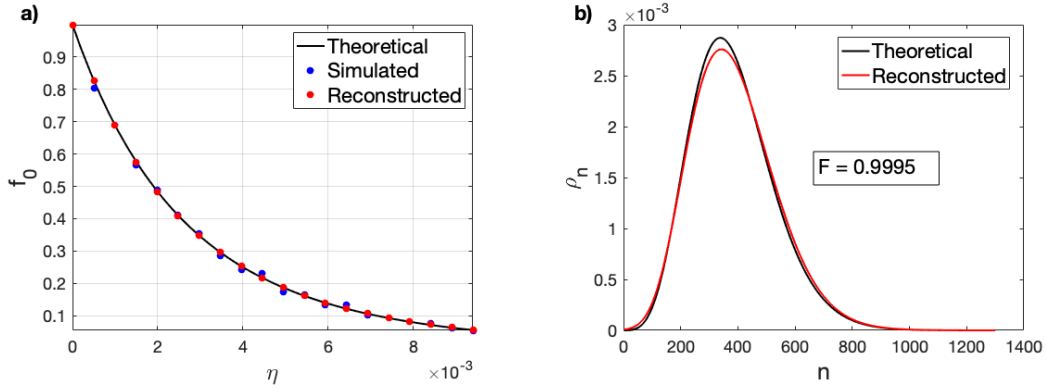 a)
Theoretical
Simulated
Reconstructed
0.9
0.8
0.7
0.6
0.5
0.4
0.3
0.2
0.1
f₀
0
2
4
6
8
η
×10⁻³
b)
×10⁻³
Theoretical
Reconstructed
F = 0.9995
3
2.5
2
1.5
1
0.5
0
ρₙ
0
200
400
600
800
1000
1200
1400
n